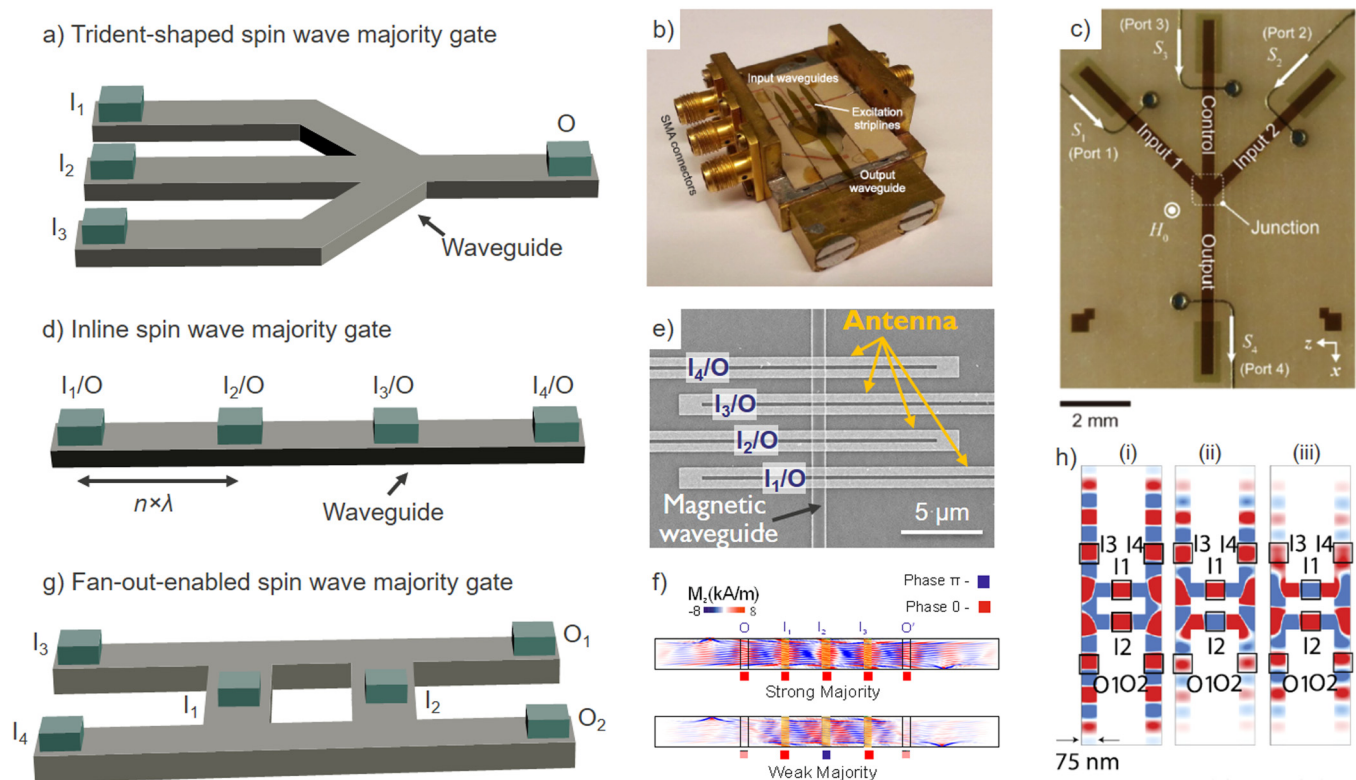 a) Trident-shaped spin wave majority gate
I₁
I₂
I₃
O
Waveguide
b)
Input waveguides
Excitation
striplines
SMA connectors
Output
waveguide
c)
(Port 3)
S₃
(Port 2)
S₂
S₁
(Port 1)
Input 1
Control
Input 2
H₀
Junction
Output
S₄
(Port 4)
z
x
2 mm
d) Inline spin wave majority gate
I₁/O
I₂/O
I₃/O
I₄/O
n×λ
Waveguide
e)
Antenna
I₄/O
I₃/O
I₂/O
I₁/O
Magnetic
waveguide
5 µm
f)
Phase π -
Phase 0 -
M_z(kA/m)
-8 8
O I₁ I₂ I₃ O'
Strong Majority
Weak Majority
g) Fan-out-enabled spin wave majority gate
I₃
O₁
I₁
I₂
I₄
O₂
h)
(i) (ii) (iii)
I3 I4
I1
I2
O1O2
I3 I4
I1
I2
O1O2
I3 I4
I1
I2
O1O2
75 nm